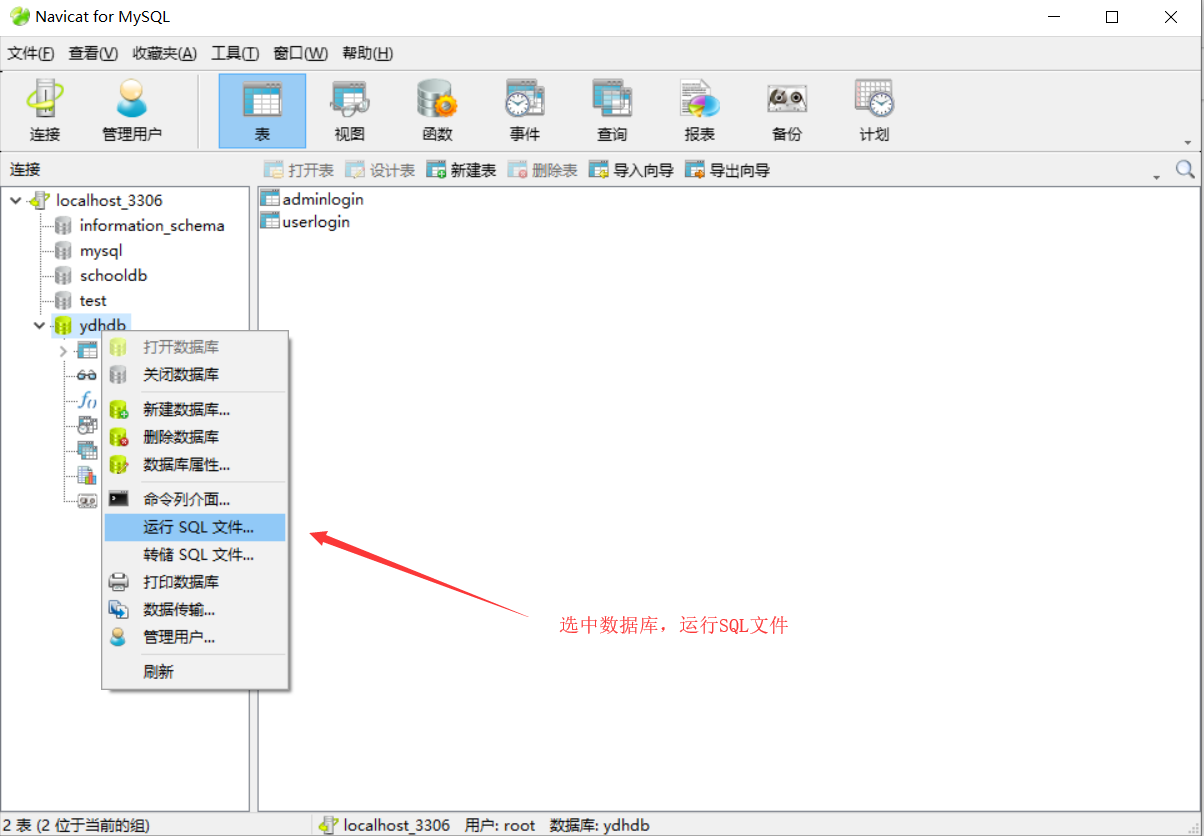 Navicat for MySQL
文件(F) 查看(V) 收藏夹(A) 工具(T) 窗口(W) 帮助(H)
连接 管理用户 表 视图 函数 事件 查询 报表 备份 计划
连接 打开表 设计表 新建表 删除表 导入向导 导出向导
localhost_3306
information_schema
mysql
schooldb
test
ydhdb
adminlogin
userlogin
打开数据库
关闭数据库
新建数据库...
删除数据库
数据库属性...
命令列介面...
运行 SQL 文件...
转储 SQL 文件...
打印数据库
数据传输...
管理用户...
刷新
选中数据库，运行SQL文件
2 表 (2 位于当前的组) localhost_3306 用户: root 数据库: ydhdb